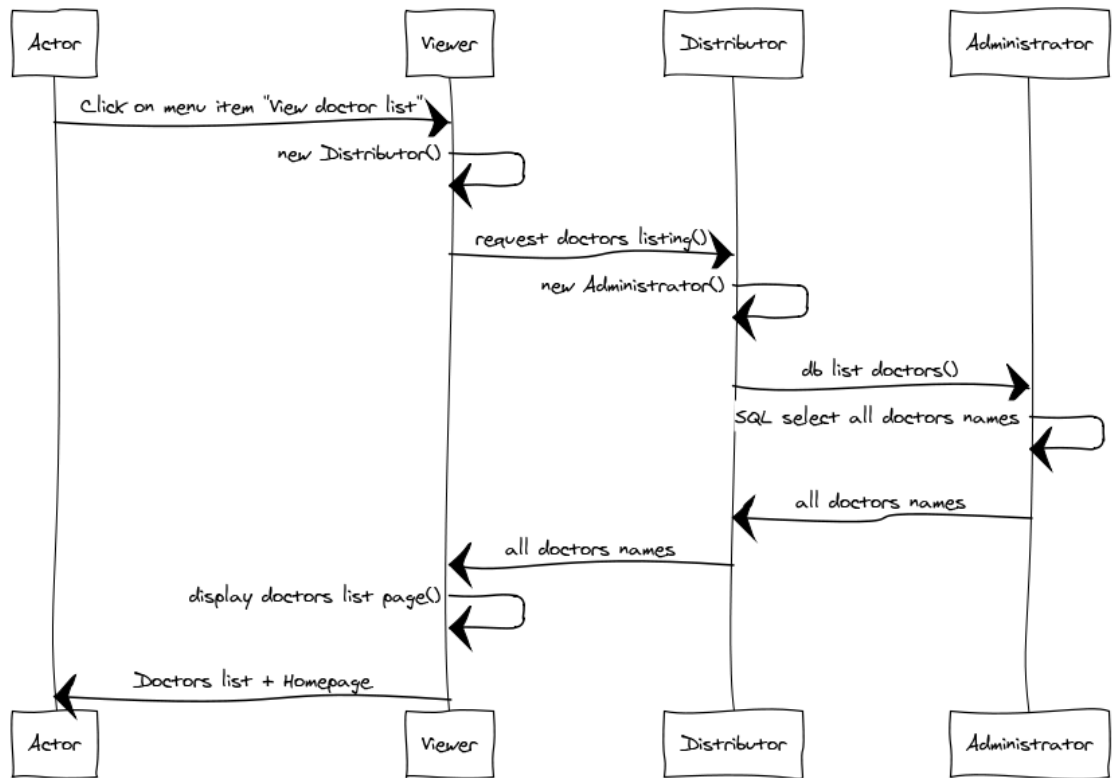 Actor
Viewer
Distributor
Administrator
Click on menu item "View doctor list"
new Distributor()
request doctors listing()
new Administrator()
db list doctors()
SQL select all doctors names
all doctors names
all doctors names
display doctors list page()
Doctors list + Homepage
Actor
Viewer
Distributor
Administrator